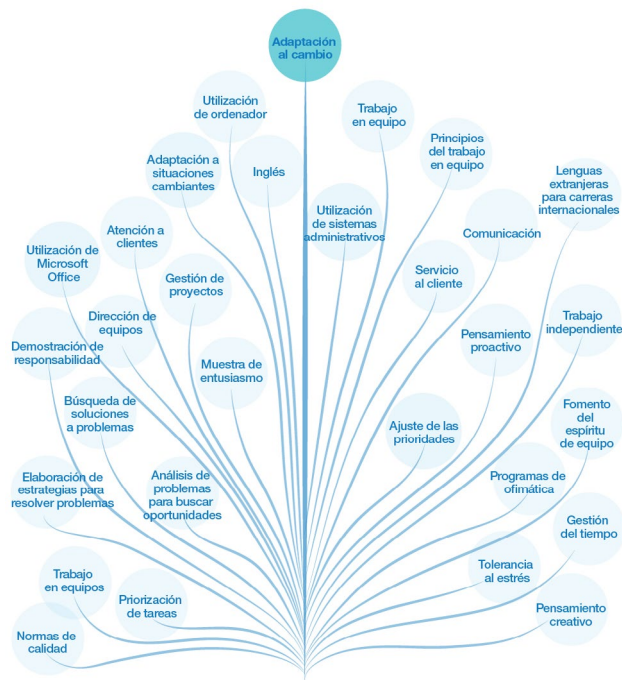 Adaptación
al cambio
Utilización
de ordenador
Trabajo
en equipo
Principios
del trabajo
en equipo
Adaptación a
situaciones
cambiantes
Inglés
Lenguas
extranjeras
para carreras
internacionales
Utilización
de sistemas
administrativos
Comunicación
Atención a
clientes
Utilización de
Microsoft
Office
Gestión de
proyectos
Servicio
al cliente
Dirección de
equipos
Trabajo
independiente
Pensamiento
proactivo
Demostración de
responsabilidad
Muestra de
entusiasmo
Búsqueda de
soluciones
a problemas
Ajuste de las
prioridades
Fomento
del
espíritu
de equipo
Elaboración de
estrategias para
resolver problemas
Análisis de
problemas
para buscar
oportunidades
Programas de
ofimática
Gestión
del tiempo
Trabajo
en equipos
Priorización
de tareas
Tolerancia
al estrés
Normas de
calidad
Pensamiento
creativo